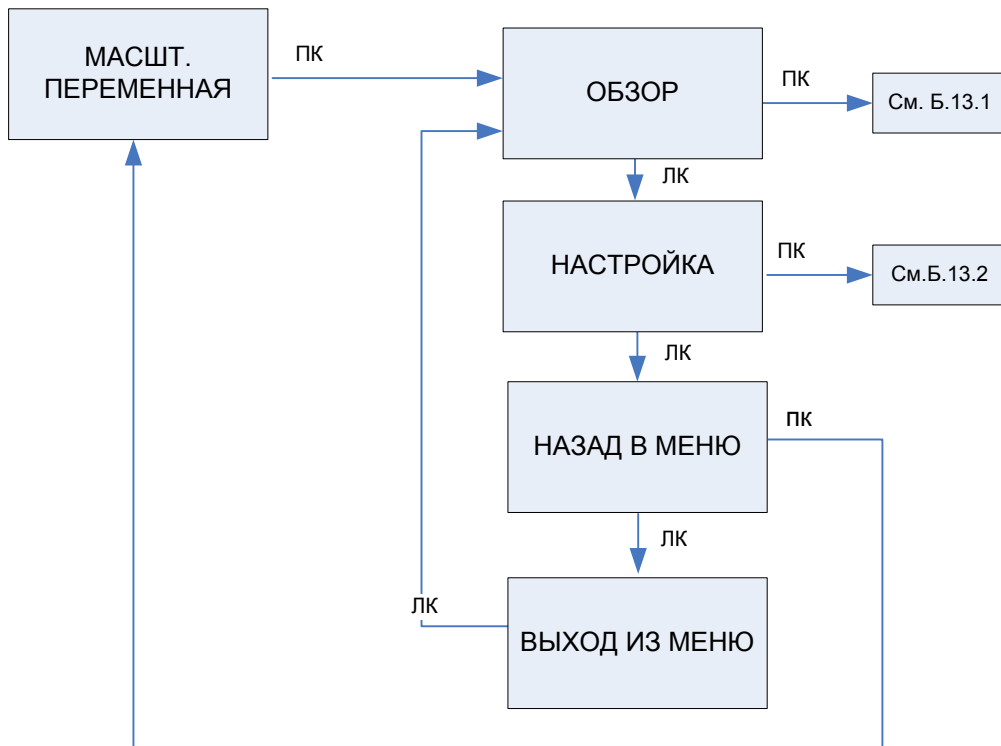 МАСШТ.
ПЕРЕМЕННАЯ
ПК
ОБЗОР
ПК
См. Б.13.1
ЛК
НАСТРОЙКА
ПК
См.Б.13.2
ЛК
НАЗАД В МЕНЮ
ПК
ЛК
ВЫХОД ИЗ МЕНЮ
ЛК